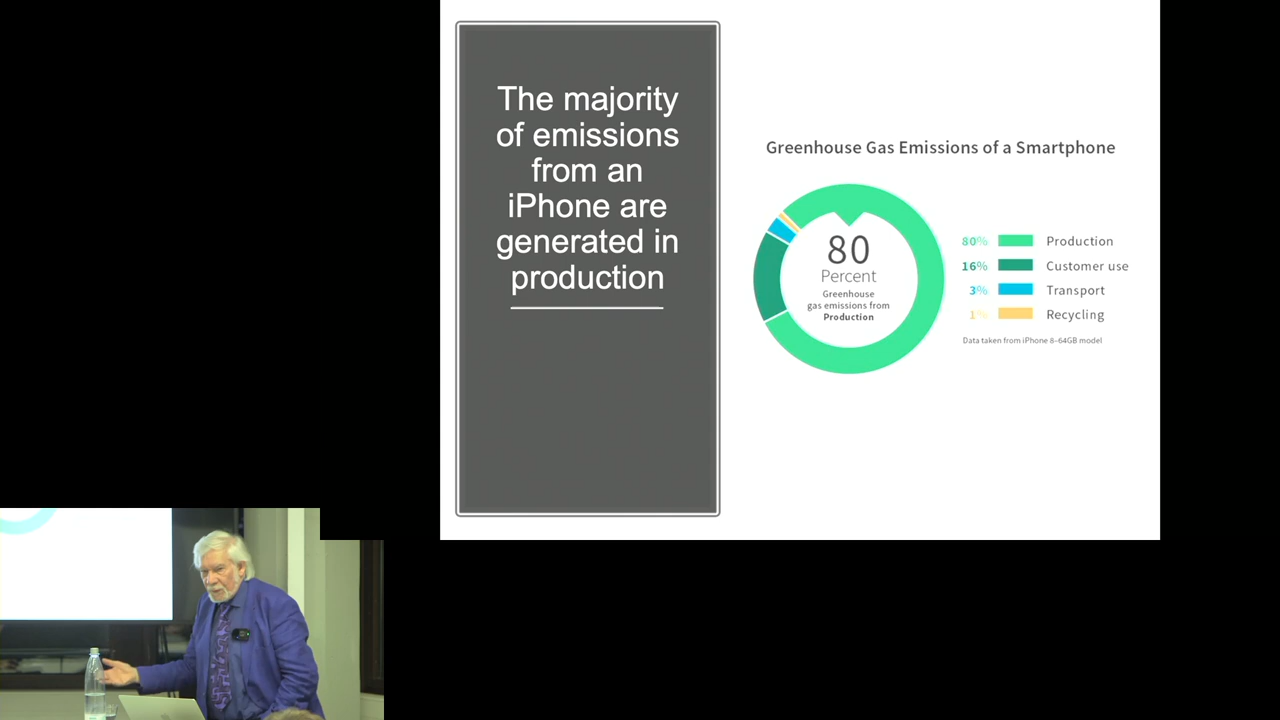 The majority
of emissions
from an
iPhone are
generated in
production
Greenhouse Gas Emissions of a Smartphone
80
Percent
Greenhouse
gas emissions from
Production
80% Production
16% Customer use
3% Transport
1% Recycling
Data taken from iPhone 8–64GB model